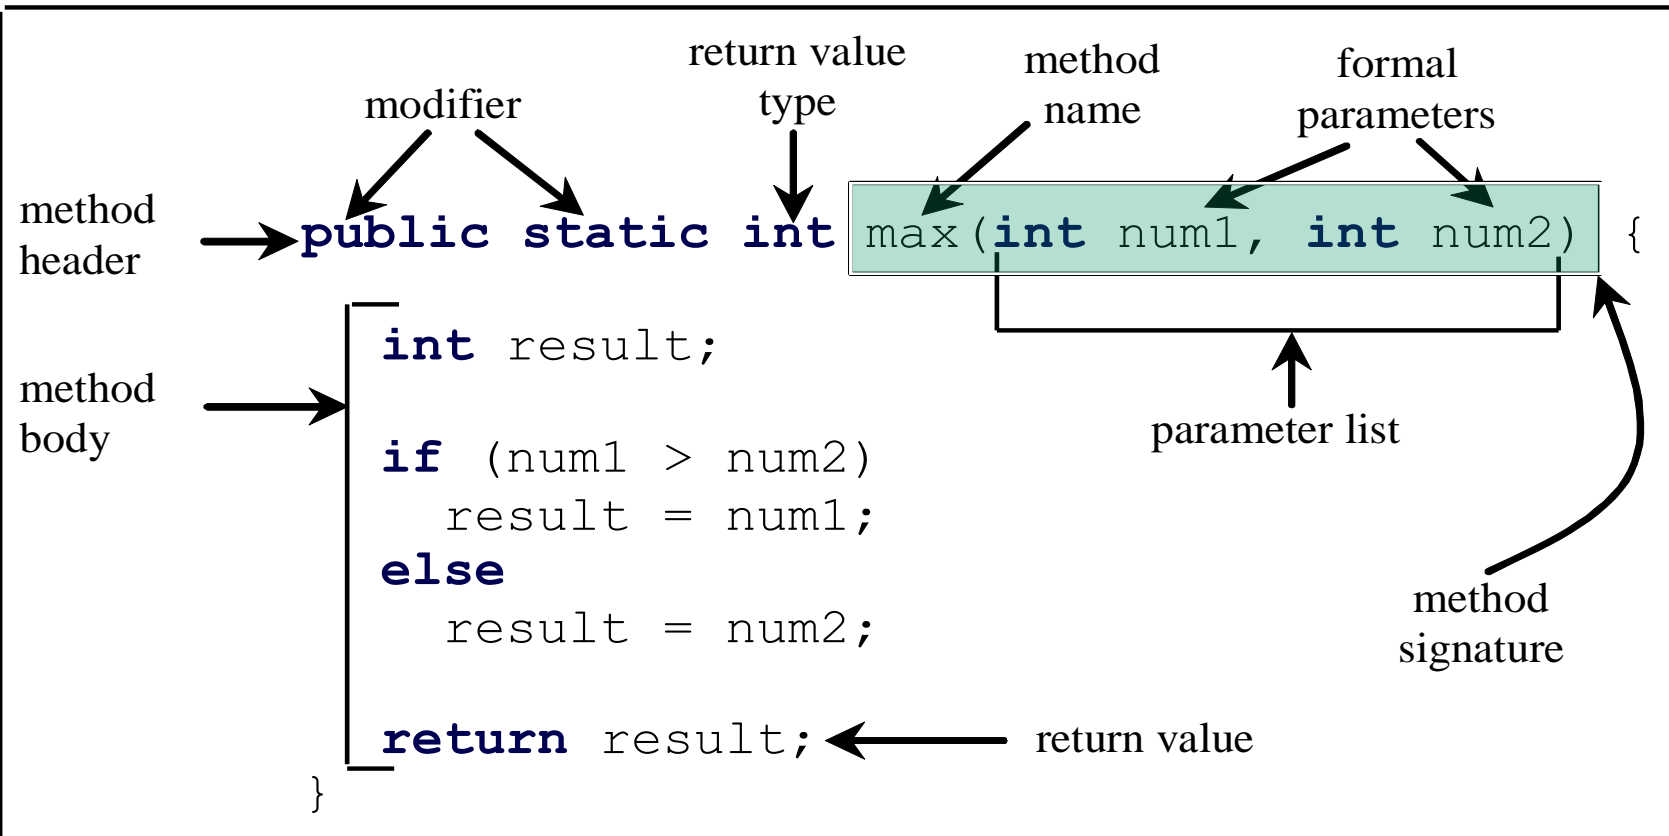 return value
type
method
name
formal
parameters
modifier
method
header
public static int max(int num1, int num2) {
int result;
method
body
parameter list
if (num1 > num2)
result = num1;
else
result = num2;
method
signature
return result;
return value
}